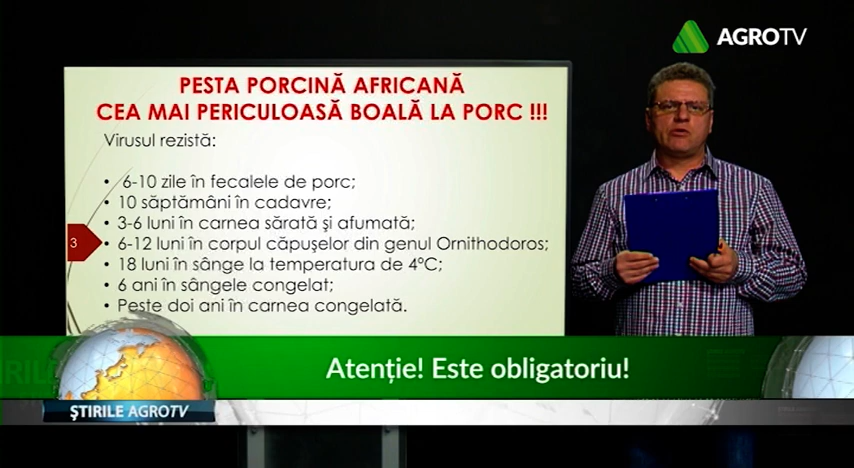 AGROTV
PESTA PORCINĂ AFRICANĂ
CEA MAI PERICULOASĂ BOALĂ LA PORC !!!
Virusul rezistă:
• 6-10 zile în fecalele de porc;
• 10 săptămâni în cadavre;
• 3-6 luni în carnea sărată şi afumată;
3
• 6-12 luni în corpul căpuşelor din genul Ornithodoros;
• 18 luni în sânge la temperatura de 4°C;
• 6 ani în sângele congelat;
• Peste doi ani în carnea congelată.
Atenție! Este obligatoriu!
ŞTIRILE AGROTV